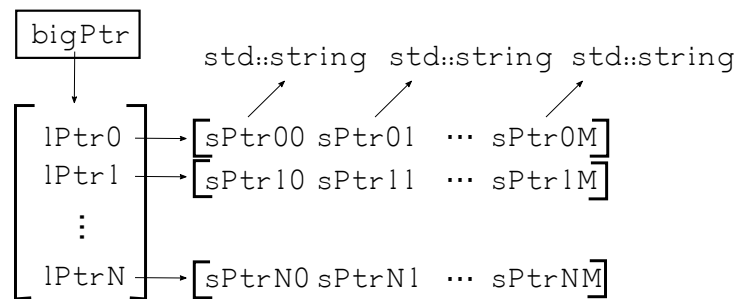 bigPtr
std::string std::string std::string
lPtr0 sPtr00 sPtr01 ... sPtr0M
lPtr1 sPtr10 sPtr11 ... sPtr1M
⋮
lPtrN sPtrN0 sPtrN1 ... sPtrNM